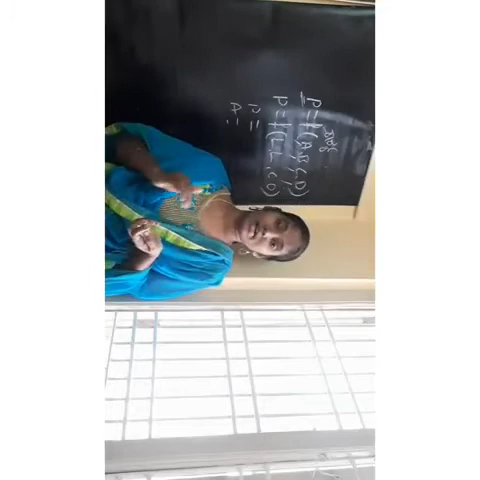 P = f(A, B, C, D)
P = f(L, L, C, O)
P =
A =